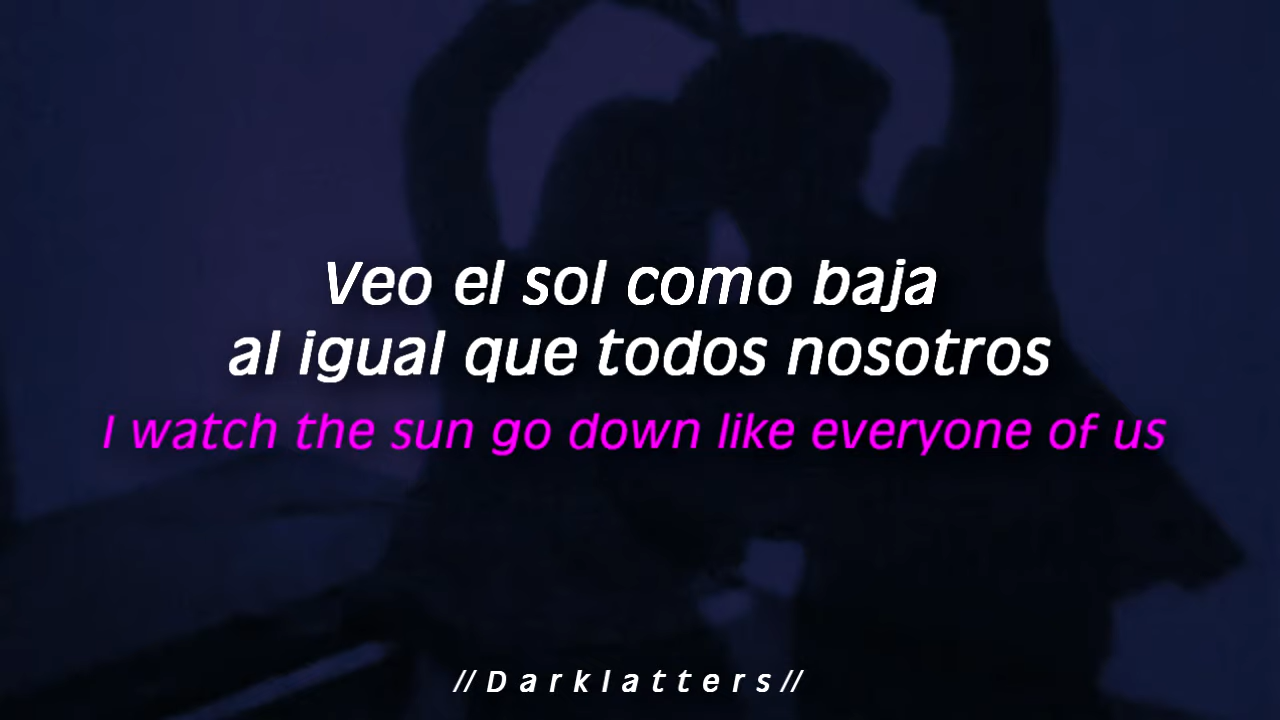 Veo el sol como baja
al igual que todos nosotros
I watch the sun go down like everyone of us
//Darklatters//